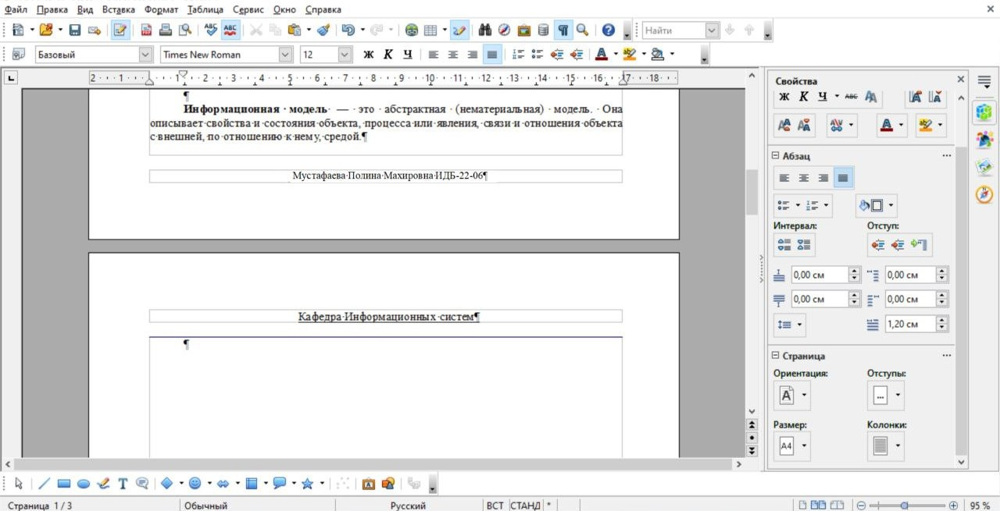 Файл Правка Вид Вставка Формат Таблица Сервис Окно Справка
Найти
Базовый Times New Roman 12 Ж К Ч
2 1 1 2 3 4 5 6 7 8 9 10 11 12 13 14 15 16 17 18
¶
Информационная модель — это абстрактная (нематериальная) модель. Она
описывает свойства и состояния объекта, процесса или явления, связи и отношения объекта
с внешней, по отношению к нему, средой.¶
Мустафаева Полина Махировна ИДБ-22-06¶
Кафедра Информационных систем¶
¶
Свойства
Ж К Ч ABC
Абзац
Интервал: Отступ:
0,00 см 0,00 см
0,00 см 0,00 см
1,20 см
Страница
Ориентация: Отступы:
Размер: Колонки:
A4
Страница 1 / 3 Обычный Русский ВСТ СТАНД * 95 %